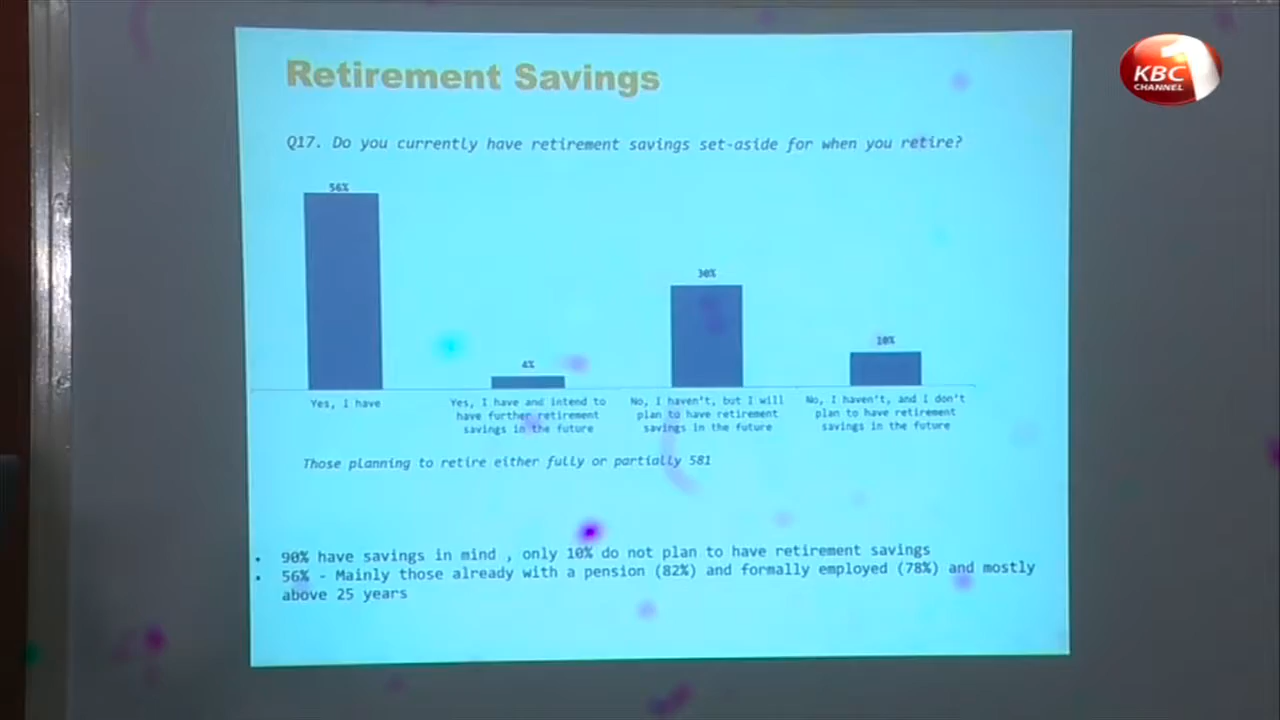 Retirement Savings
KBC 1
CHANNEL
Q17. Do you currently have retirement savings set-aside for when you retire?
56%
4%
30%
10%
Yes, I have
Yes, I have and intend to
have further retirement
savings in the future
No, I haven't, but I will
plan to have retirement
savings in the future
No, I haven't, and I don't
plan to have retirement
savings in the future
Those planning to retire either fully or partially 581
• 90% have savings in mind , only 10% do not plan to have retirement savings
• 56% - Mainly those already with a pension (82%) and formally employed (78%) and mostly
above 25 years